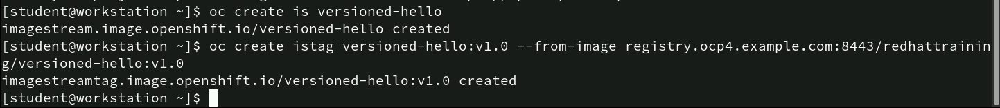 [student@workstation ~]$ oc create is versioned-hello
imagestream.image.openshift.io/versioned-hello created
[student@workstation ~]$ oc create istag versioned-hello:v1.0 --from-image registry.ocp4.example.com:8443/redhattrainin
g/versioned-hello:v1.0
imagestreamtag.image.openshift.io/versioned-hello:v1.0 created
[student@workstation ~]$